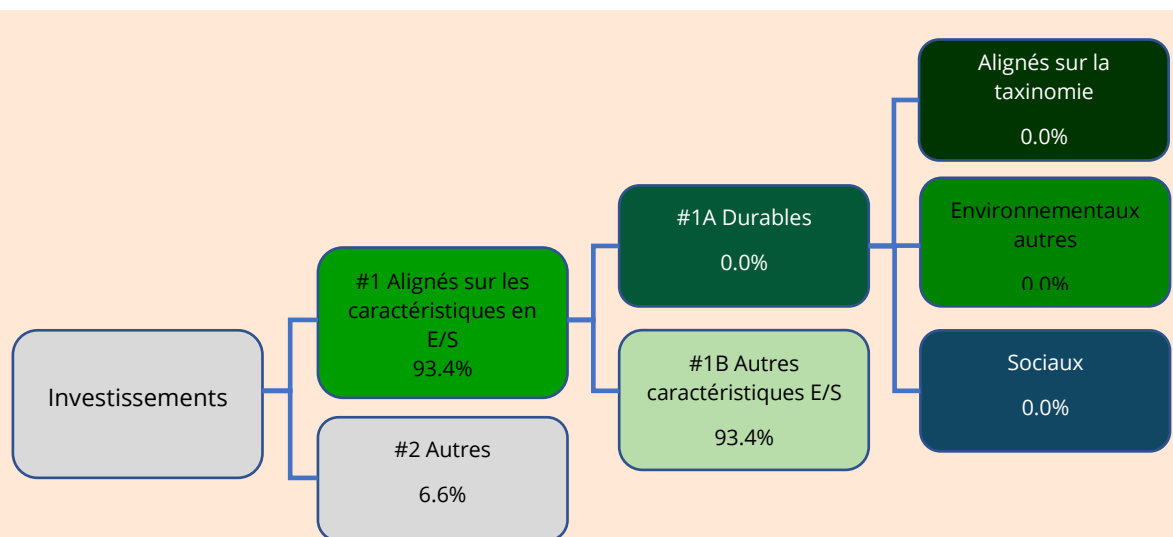 Investissements
#1 Alignés sur les
caractéristiques en
E/S
93.4%
#2 Autres
6.6%
#1A Durables
0.0%
#1B Autres
caractéristiques E/S
93.4%
Alignés sur la
taxinomie
0.0%
Environnementaux
autres
0.0%
Sociaux
0.0%